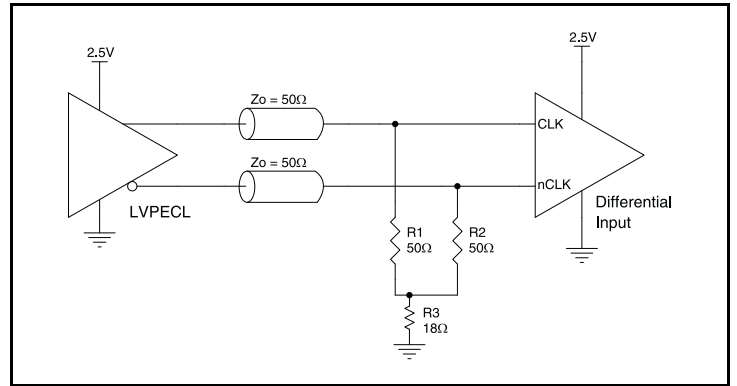 2.5V
2.5V
Zo = 50Ω
CLK
Zo = 50Ω
nCLK
LVPECL
Differential
Input
R1
50Ω
R2
50Ω
R3
18Ω